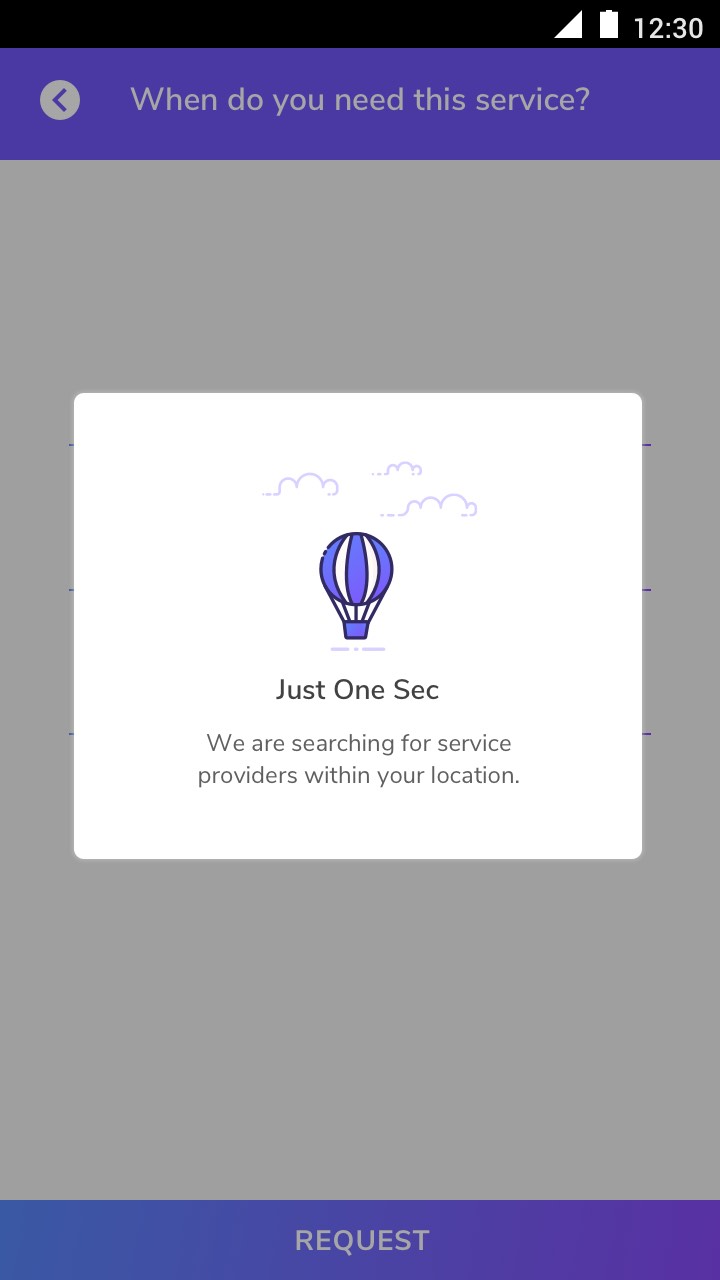 12:30
When do you need this service?
Just One Sec
We are searching for service
providers within your location.
REQUEST